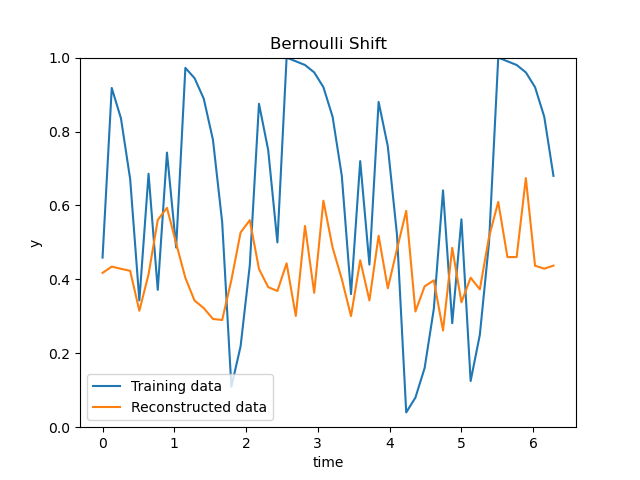 Bernoulli Shift
y
1.0
0.8
0.6
0.4
0.2
0.0
Training data
Reconstructed data
0 1 2 3 4 5 6
time